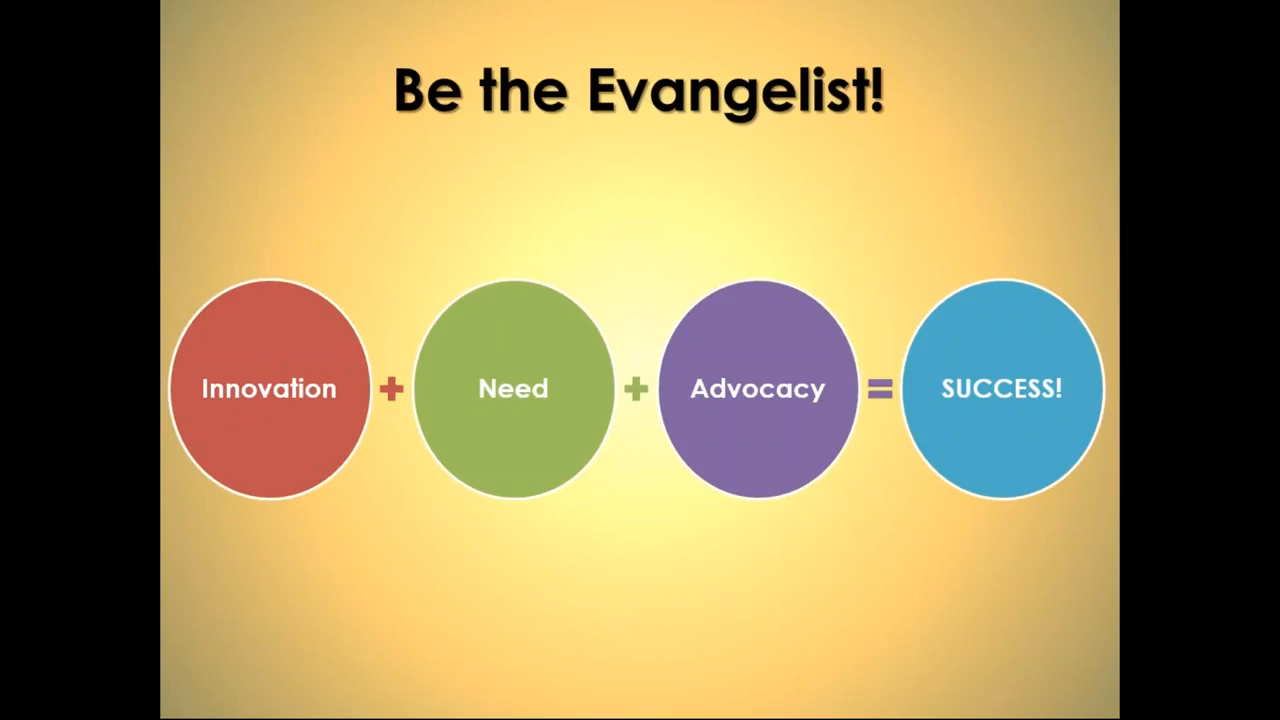 Be the Evangelist!
Innovation + Need + Advocacy = SUCCESS!